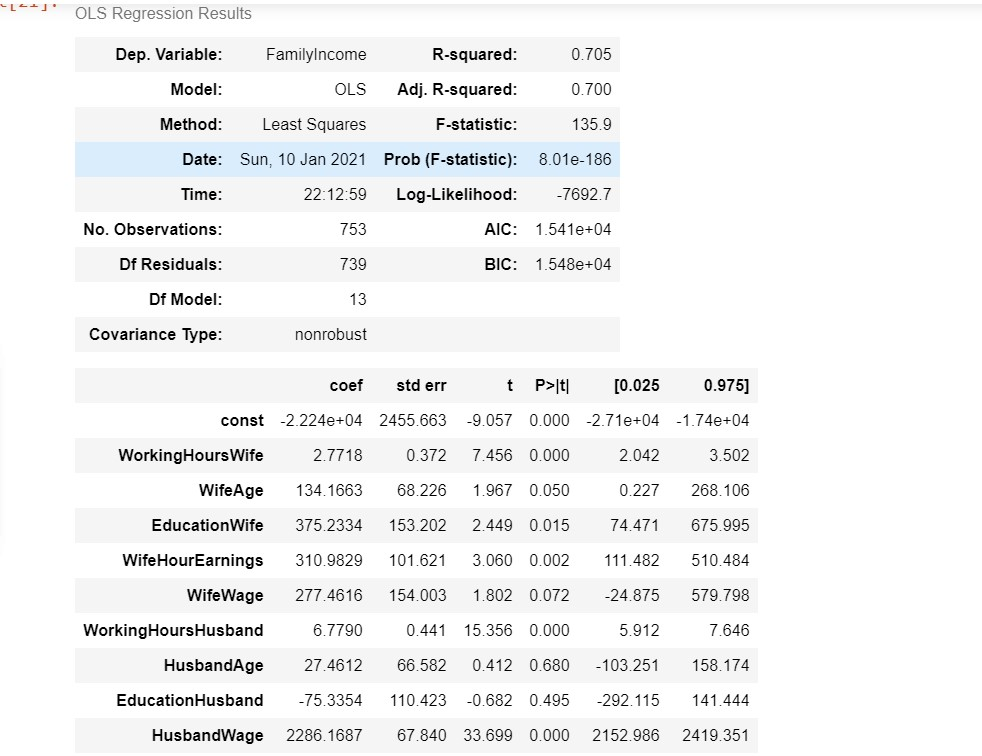 OLS Regression Results
Dep. Variable: FamilyIncome R-squared: 0.705
Model: OLS Adj. R-squared: 0.700
Method: Least Squares F-statistic: 135.9
Date: Sun, 10 Jan 2021 Prob (F-statistic): 8.01e-186
Time: 22:12:59 Log-Likelihood: -7692.7
No. Observations: 753 AIC: 1.541e+04
Df Residuals: 739 BIC: 1.548e+04
Df Model: 13
Covariance Type: nonrobust
coef std err t P>|t| [0.025 0.975]
const -2.224e+04 2455.663 -9.057 0.000 -2.71e+04 -1.74e+04
WorkingHoursWife 2.7718 0.372 7.456 0.000 2.042 3.502
WifeAge 134.1663 68.226 1.967 0.050 0.227 268.106
EducationWife 375.2334 153.202 2.449 0.015 74.471 675.995
WifeHourEarnings 310.9829 101.621 3.060 0.002 111.482 510.484
WifeWage 277.4616 154.003 1.802 0.072 -24.875 579.798
WorkingHoursHusband 6.7790 0.441 15.356 0.000 5.912 7.646
HusbandAge 27.4612 66.582 0.412 0.680 -103.251 158.174
EducationHusband -75.3354 110.423 -0.682 0.495 -292.115 141.444
HusbandWage 2286.1687 67.840 33.699 0.000 2152.986 2419.351